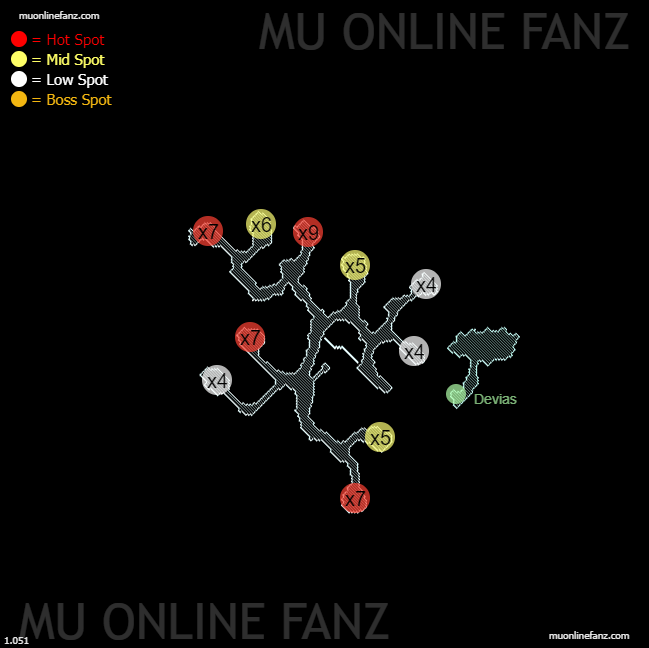 muonlinefanz.com
MU ONLINE FANZ
= Hot Spot
= Mid Spot
= Low Spot
= Boss Spot
x7
x6
x9
x5
x4
x7
x4
x4
Devias
x5
x7
MU ONLINE FANZ
1.051
muonlinefanz.com